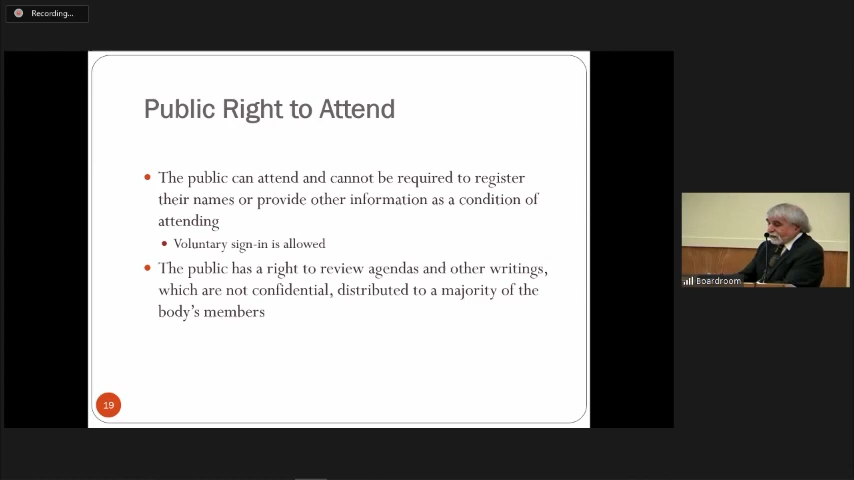 Recording...
Public Right to Attend
• The public can attend and cannot be required to register
their names or provide other information as a condition of
attending
• Voluntary sign-in is allowed
• The public has a right to review agendas and other writings,
which are not confidential, distributed to a majority of the
body's members
19
Boardroom